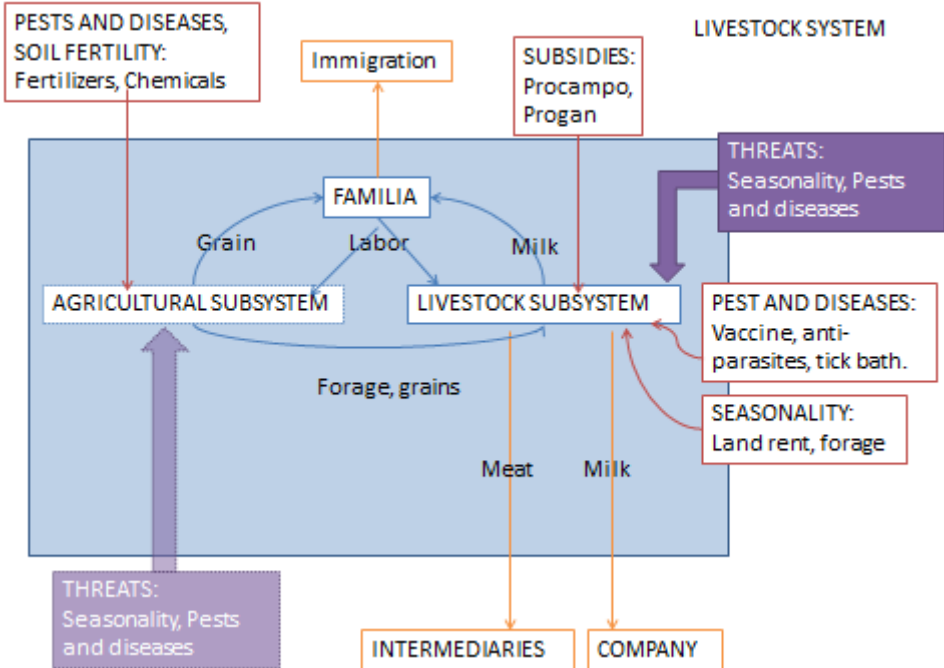 PESTS AND DISEASES,
SOIL FERTILITY:
Fertilizers, Chemicals
Immigration
SUBSIDIES:
Procampo,
Progan
LIVESTOCK SYSTEM
THREATS:
Seasonality, Pests
and diseases
FAMILIA
Grain
Labor
Milk
AGRICULTURAL SUBSYSTEM
LIVESTOCK SUBSYSTEM
PEST AND DISEASES:
Vaccine, anti-
parasites, tick bath.
Forage, grains
SEASONALITY:
Land rent, forage
Meat
Milk
THREATS:
Seasonality, Pests
and diseases
INTERMEDIARIES
COMPANY